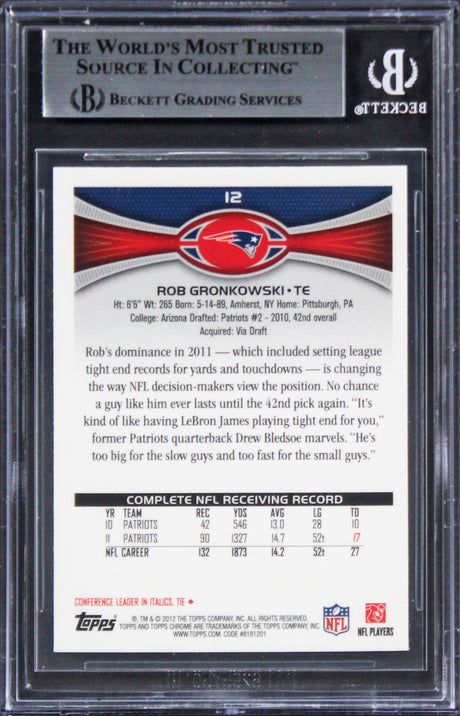 THE WORLD'S MOST TRUSTED
SOURCE IN COLLECTING™
B BECKETT GRADING SERVICES
B
BECKETT®
12
ROB GRONKOWSKI • TE
Ht: 6'6" Wt: 265 Born: 5-14-89, Amherst, NY Home: Pittsburgh, PA
College: Arizona Drafted: Patriots #2 - 2010, 42nd overall
Acquired: Via Draft
Rob's dominance in 2011 — which included setting league
tight end records for yards and touchdowns — is changing
the way NFL decision-makers view the position. No chance
a guy like him ever lasts until the 42nd pick again. "It's
kind of like having LeBron James playing tight end for you,"
former Patriots quarterback Drew Bledsoe marvels. "He's
too big for the slow guys and too fast for the small guys."
COMPLETE NFL RECEIVING RECORD
YR TEAM REC YDS AVG LG TD
10 PATRIOTS 42 546 13.0 28 10
11 PATRIOTS 90 1327 14.7 52t 17
NFL CAREER 132 1873 14.2 52t 27
CONFERENCE LEADER IN ITALICS, TIE ♦
Topps
®, TM & © 2012 THE TOPPS COMPANY, INC. ALL RIGHTS RESERVED.
TOPPS AND TOPPS CHROME ARE TRADEMARKS OF THE TOPPS COMPANY, INC.
WWW.TOPPS.COM. CODE #8181201
NFL
NFL PLAYERS